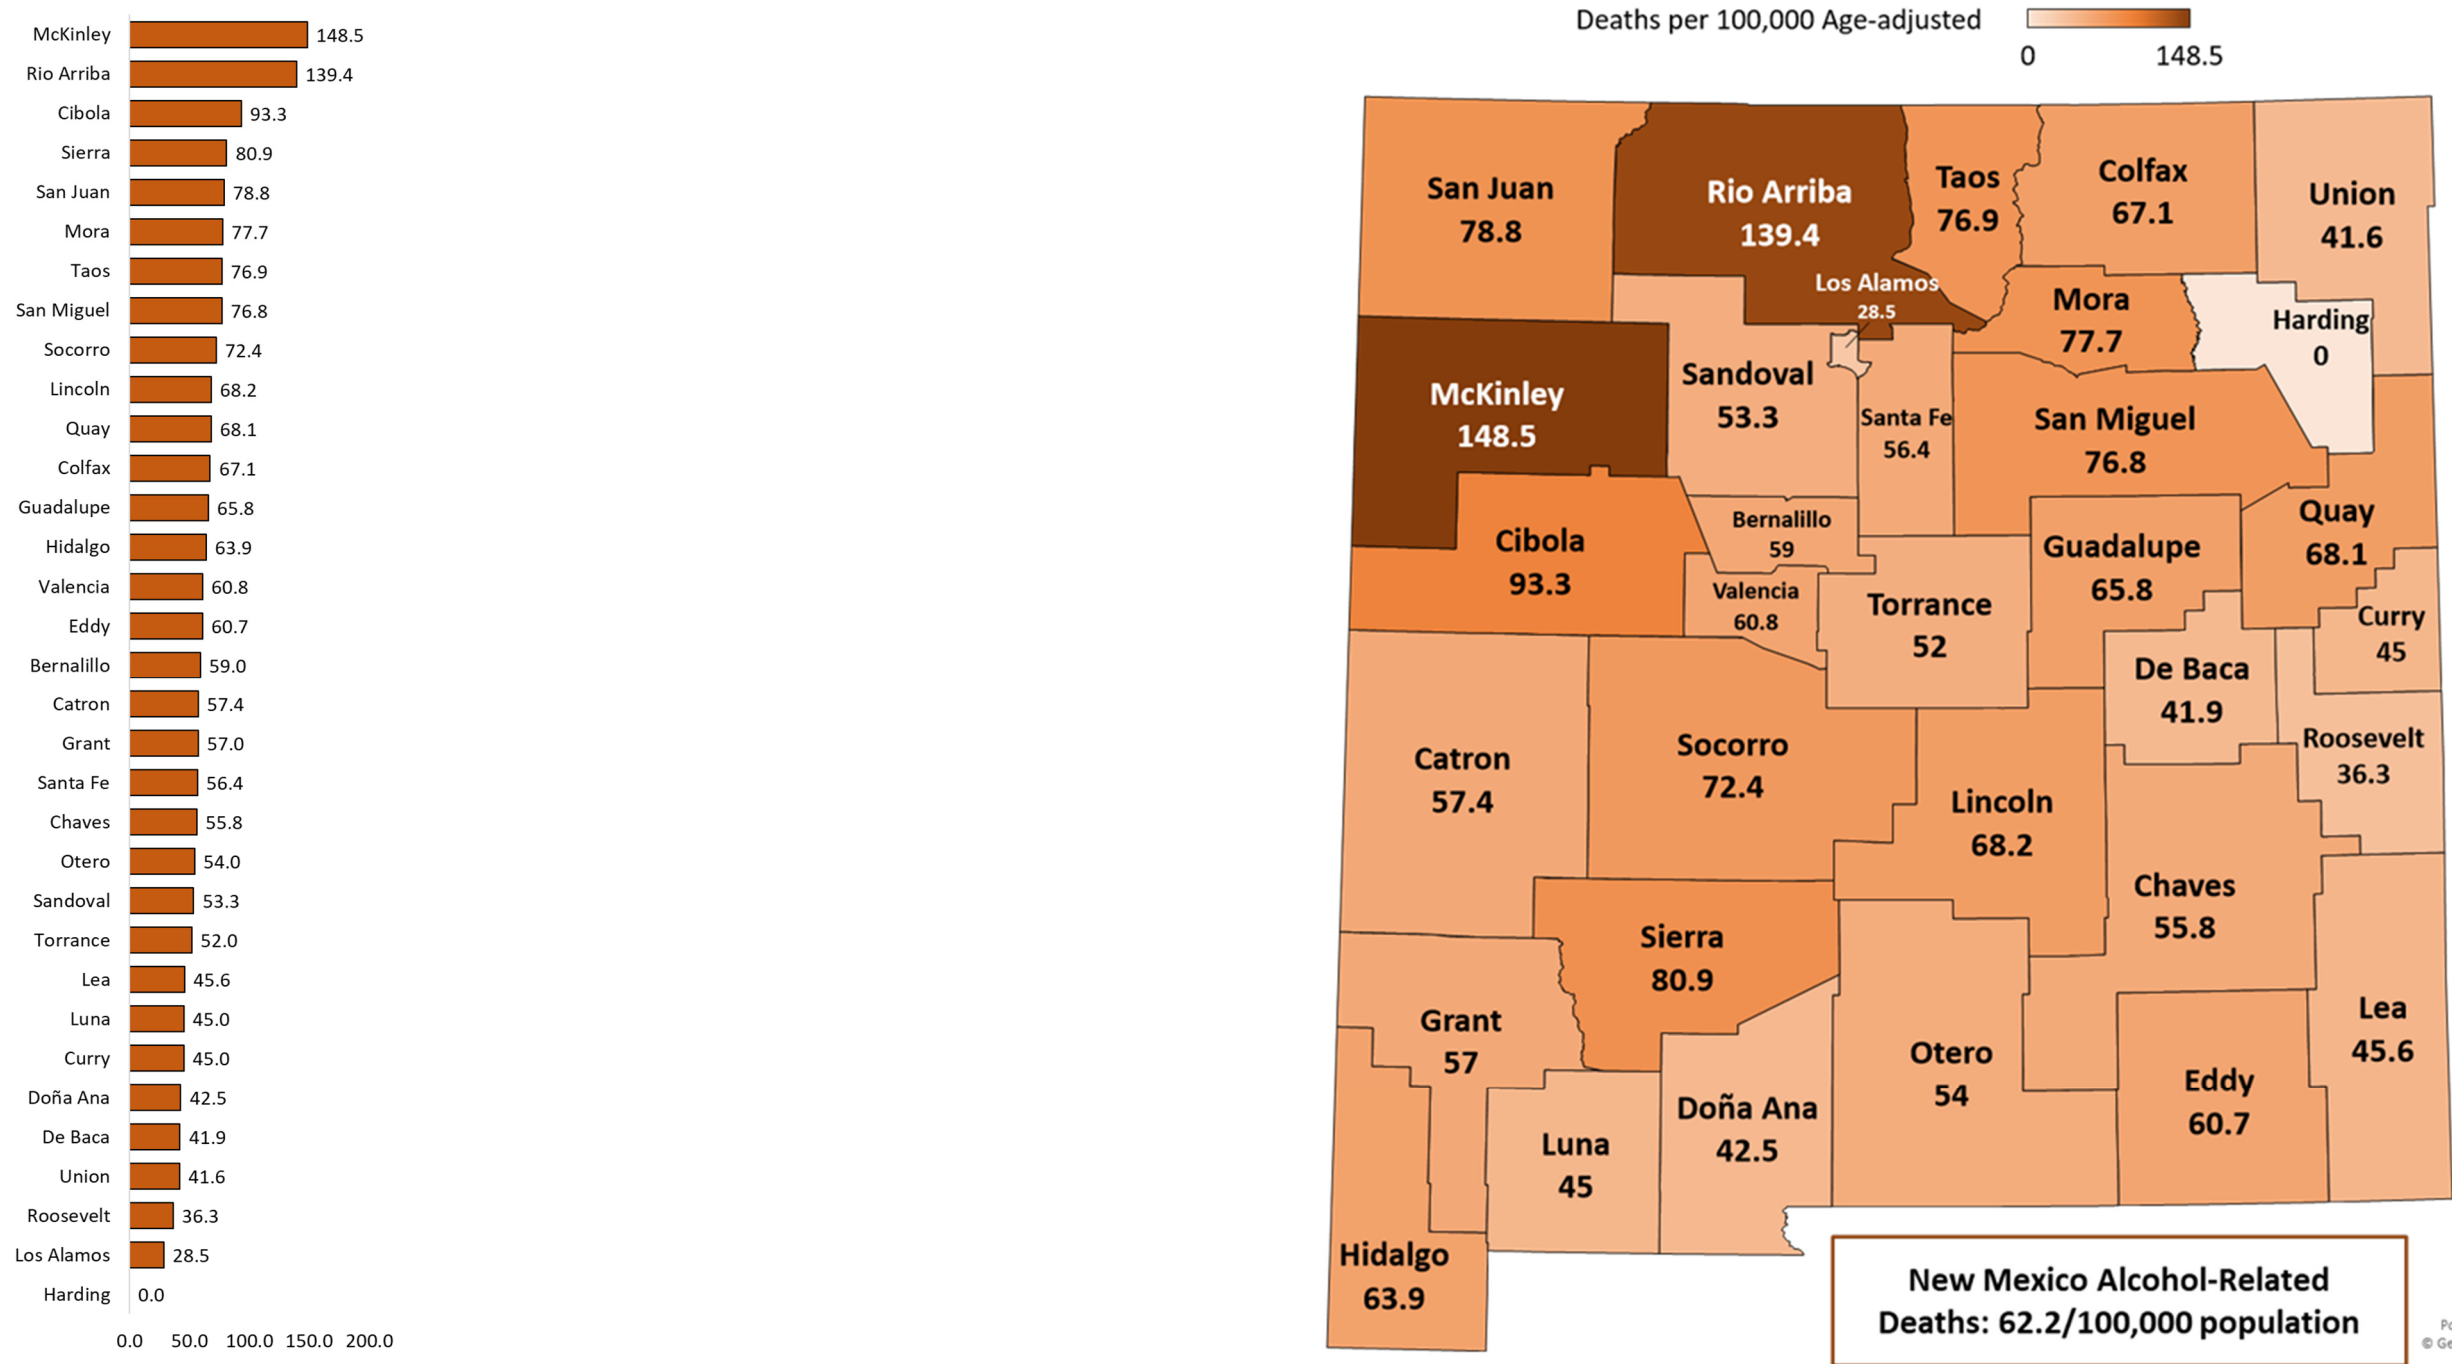 McKinley 148.5
Rio Arriba 139.4
Cibola 93.3
Sierra 80.9
San Juan 78.8
Mora 77.7
Taos 76.9
San Miguel 76.8
Socorro 72.4
Lincoln 68.2
Quay 68.1
Colfax 67.1
Guadalupe 65.8
Hidalgo 63.9
Valencia 60.8
Eddy 60.7
Bernalillo 59.0
Catron 57.4
Grant 57.0
Santa Fe 56.4
Chaves 55.8
Otero 54.0
Sandoval 53.3
Torrance 52.0
Lea 45.6
Luna 45.0
Curry 45.0
Doña Ana 42.5
De Baca 41.9
Union 41.6
Roosevelt 36.3
Los Alamos 28.5
Harding 0.0
0.0 50.0 100.0 150.0 200.0
Deaths per 100,000 Age-adjusted
0 148.5
San Juan
78.8
Rio Arriba
139.4
Taos
76.9
Colfax
67.1
Union
41.6
Los Alamos
28.5
Mora
77.7
Harding
0
McKinley
148.5
Sandoval
53.3
Santa Fe
56.4
San Miguel
76.8
Quay
68.1
Cibola
93.3
Bernalillo
59
Valencia
60.8
Torrance
52
Guadalupe
65.8
Curry
45
De Baca
41.9
Roosevelt
36.3
Catron
57.4
Socorro
72.4
Lincoln
68.2
Chaves
55.8
Sierra
80.9
Grant
57
Lea
45.6
Otero
54
Eddy
60.7
Doña Ana
42.5
Luna
45
Hidalgo
63.9
New Mexico Alcohol-Related
Deaths: 62.2/100,000 population
Po
© Ge